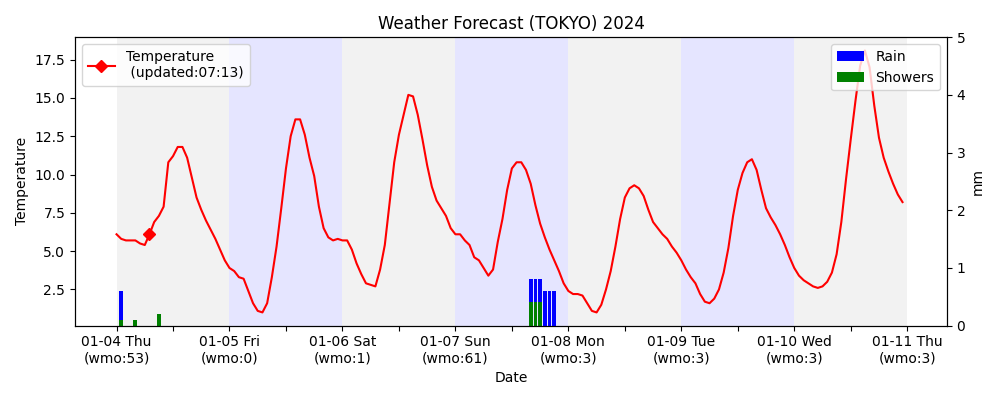 Weather Forecast (TOKYO) 2024
Temperature
(updated:07:13)
Rain
Showers
Temperature
17.5
15.0
12.5
10.0
7.5
5.0
2.5
5
4
3
2
1
0
mm
01-04 Thu
(wmo:53)
01-05 Fri
(wmo:0)
01-06 Sat
(wmo:1)
01-07 Sun
(wmo:61)
01-08 Mon
(wmo:3)
01-09 Tue
(wmo:3)
01-10 Wed
(wmo:3)
01-11 Thu
(wmo:3)
Date